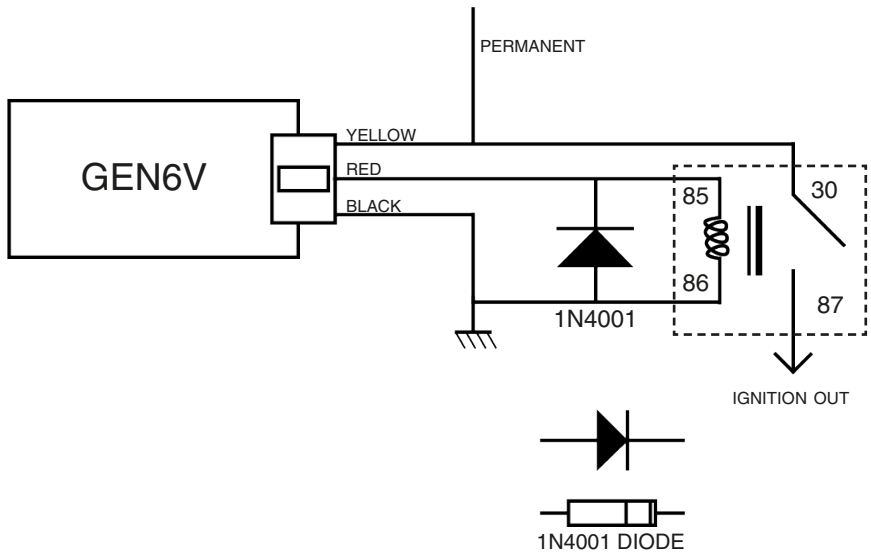 PERMANENT
YELLOW
GEN6V
RED
85
30
BLACK
86
87
1N4001
IGNITION OUT
1N4001 DIODE